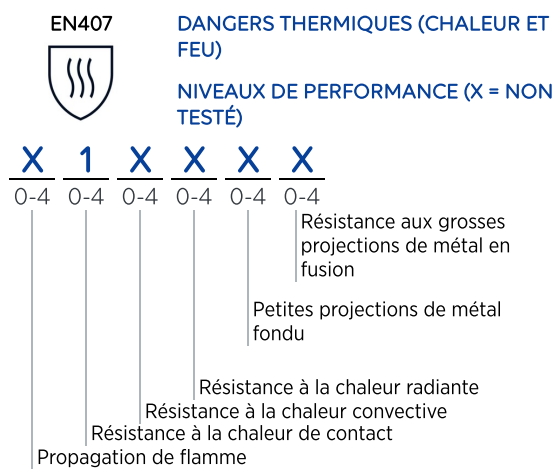 EN407
DANGERS THERMIQUES (CHALEUR ET
FEU)
NIVEAUX DE PERFORMANCE (X = NON
TESTÉ)
X 1 X X X X
0-4 0-4 0-4 0-4 0-4 0-4
Résistance aux grosses
projections de métal en
fusion
Petites projections de métal
fondu
Résistance à la chaleur radiante
Résistance à la chaleur convective
Résistance à la chaleur de contact
Propagation de flamme